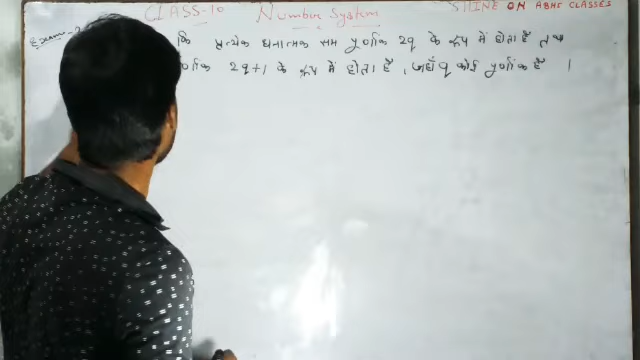 CLASS-10 Number System SHINE ON ABHI CLASSES
कि प्रत्येक धनात्मक सम पूर्णांक 2q के रूप में होता है तथा
2q+1 के रूप में होता है, जहाँ q कोई पूर्णांक है ।